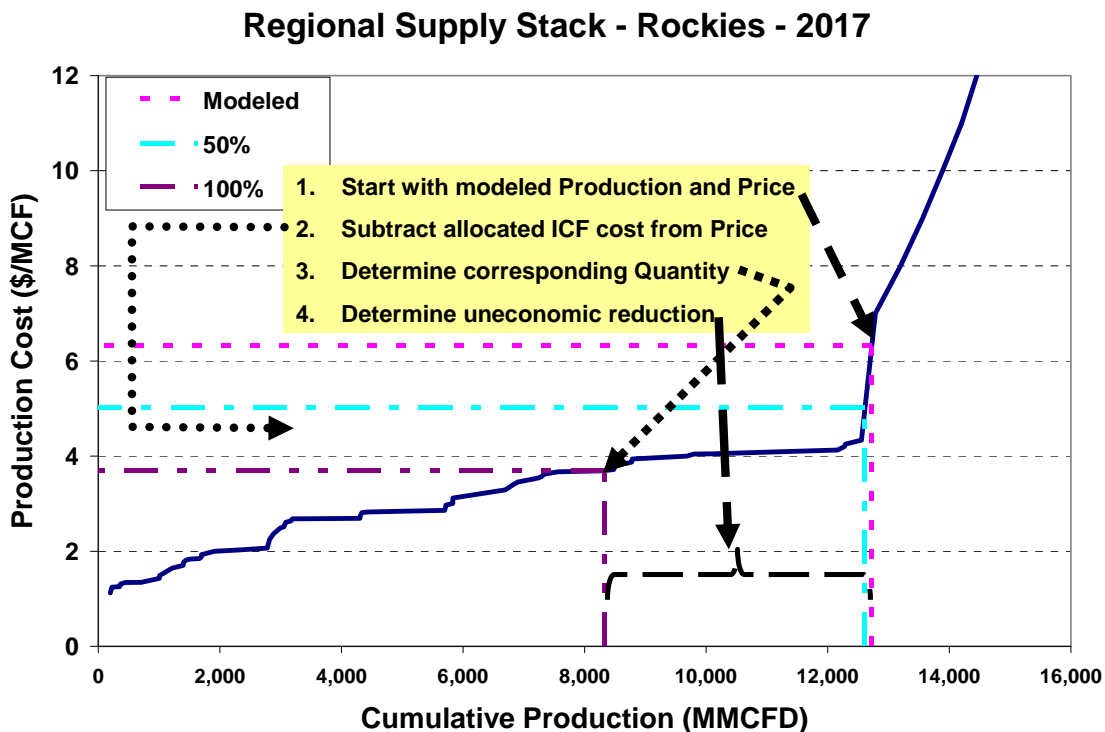 Regional Supply Stack - Rockies - 2017
Production Cost ($/MCF)
12
10
8
6
4
2
0
Modeled
50%
100%
1. Start with modeled Production and Price
2. Subtract allocated ICF cost from Price
3. Determine corresponding Quantity
4. Determine uneconomic reduction
0 2,000 4,000 6,000 8,000 10,000 12,000 14,000 16,000
Cumulative Production (MMCFD)